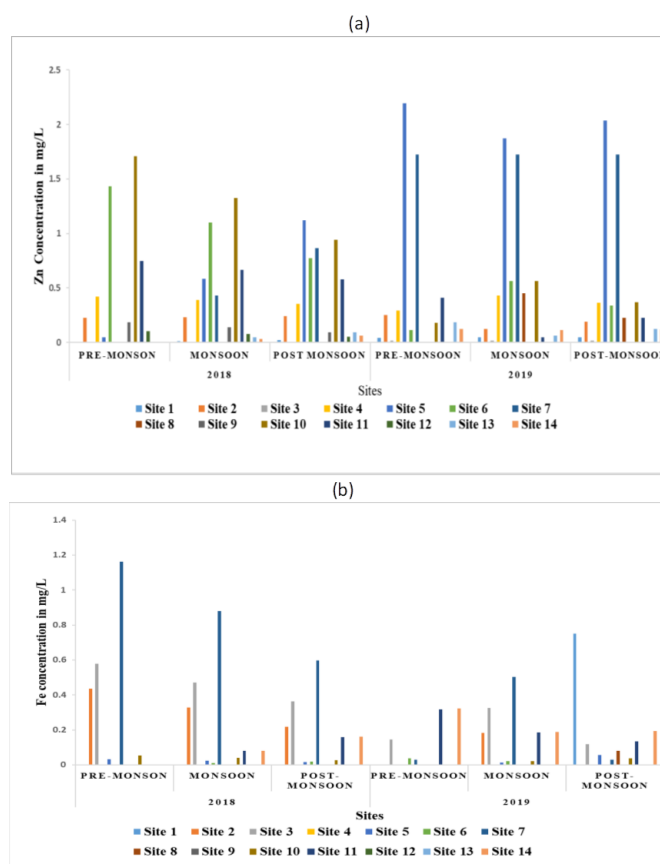 (a)
Zn Concentration in mg/L
2.5
2
1.5
1
0.5
0
PRE-MONSON MONSOON POST MONSOON PRE-MONSOON MONSOON POST-MONSOON
2018 2019
Sites
Site 1 Site 2 Site 3 Site 4 Site 5 Site 6 Site 7
Site 8 Site 9 Site 10 Site 11 Site 12 Site 13 Site 14
(b)
Fe concentration in mg/L
1.4
1.2
1
0.8
0.6
0.4
0.2
0
PRE-MONSON MONSOON POST- PRE-MONSOON MONSOON POST-
MONSOON MONSOON
2018 2019
Sites
Site 1 Site 2 Site 3 Site 4 Site 5 Site 6 Site 7
Site 8 Site 9 Site 10 Site 11 Site 12 Site 13 Site 14